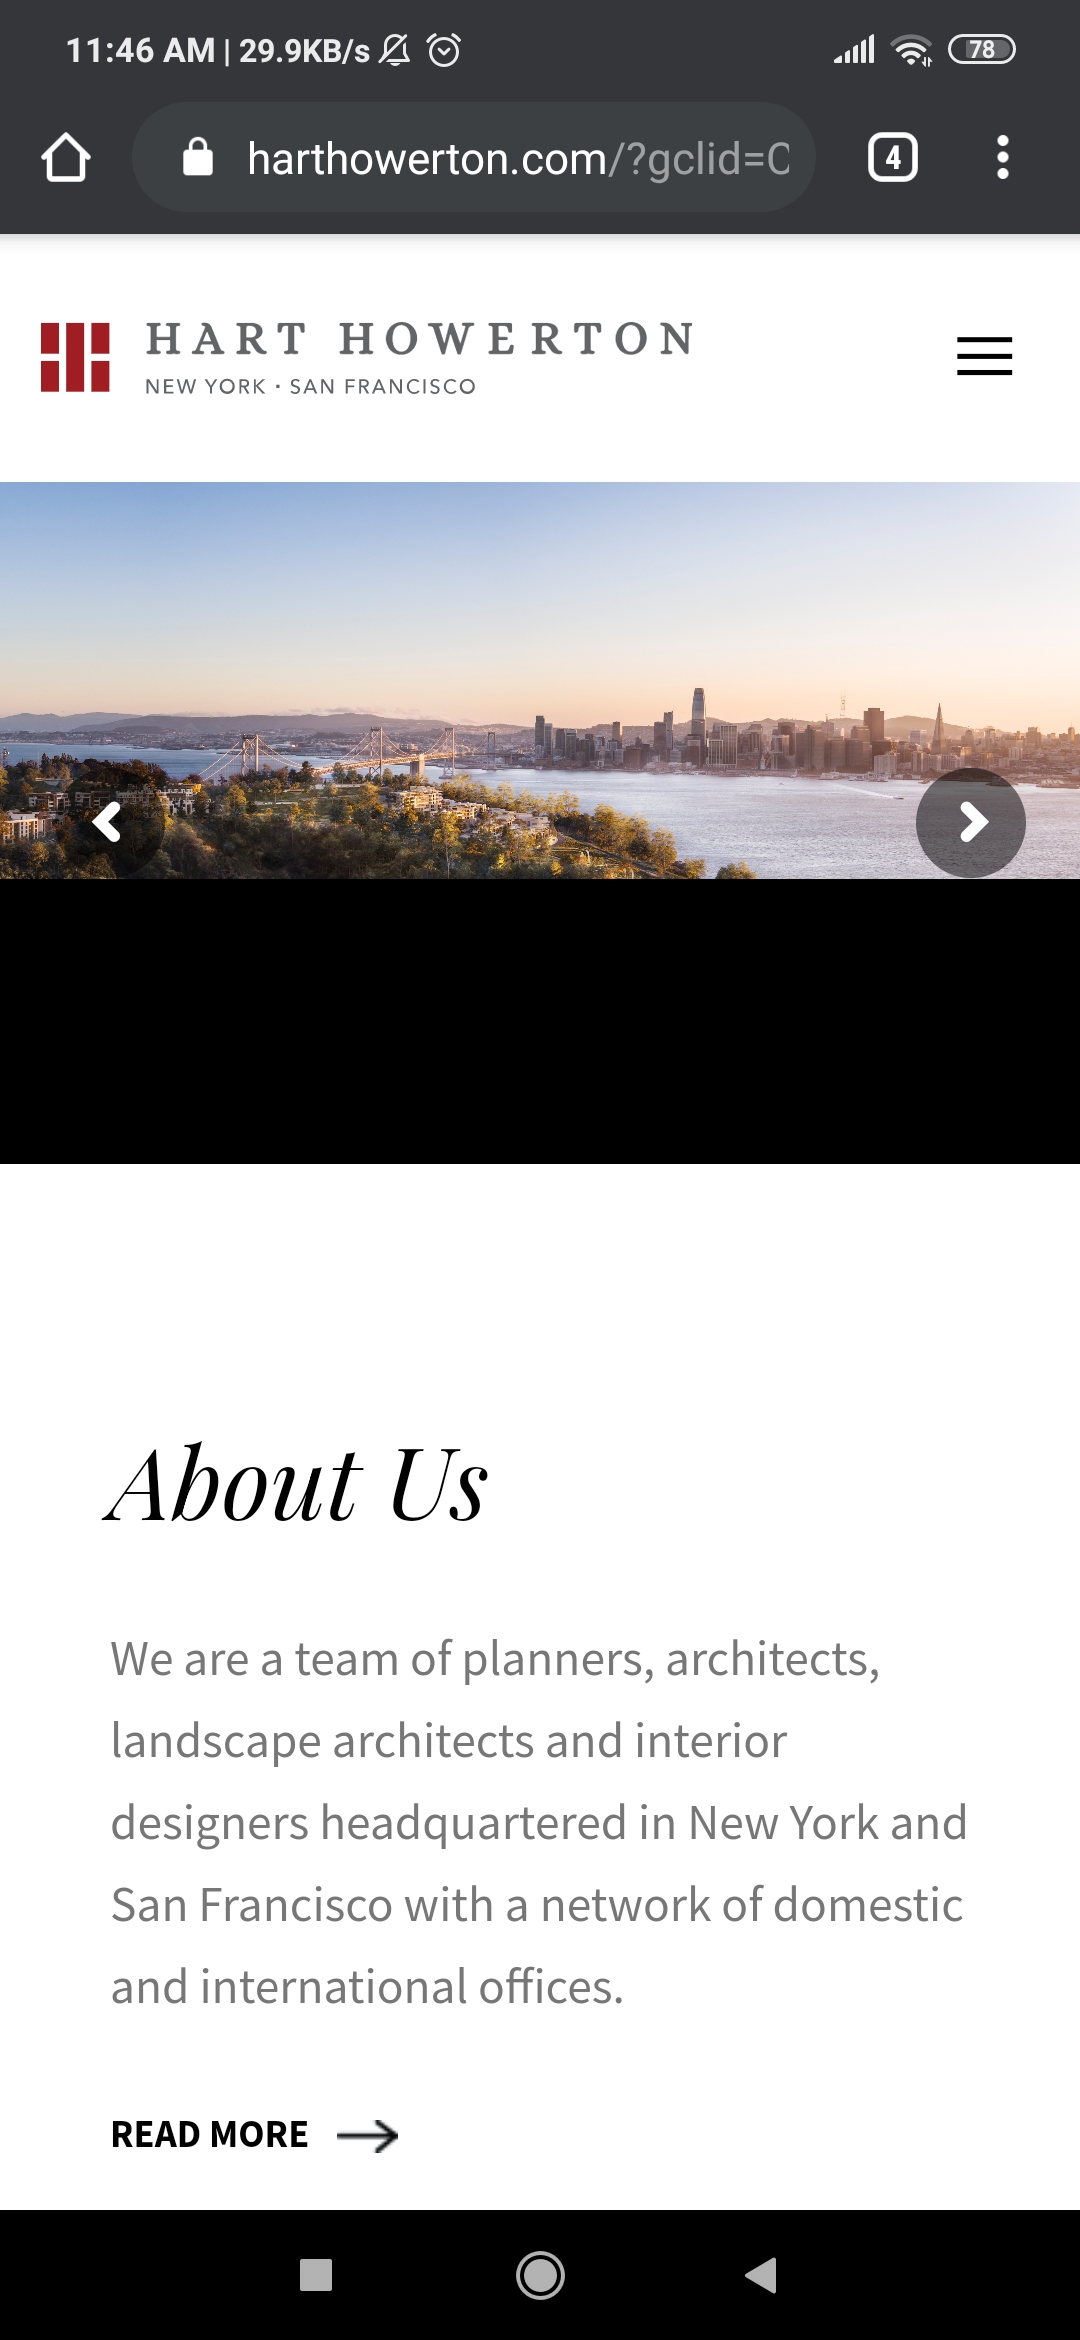 11:46 AM | 29.9KB/s
78
harthowerton.com/?gclid=C
4
HART HOWERTON
NEW YORK · SAN FRANCISCO
About Us
We are a team of planners, architects,
landscape architects and interior
designers headquartered in New York and
San Francisco with a network of domestic
and international offices.
READ MORE